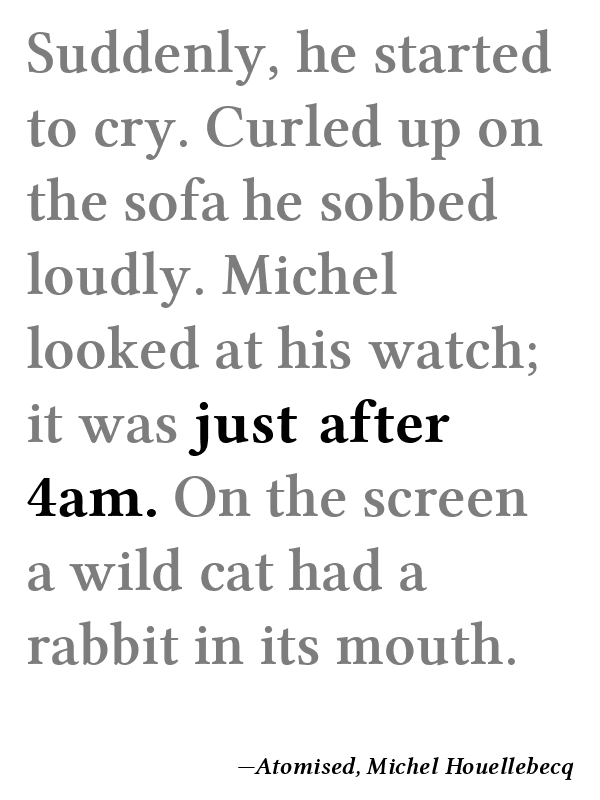 Suddenly, he started
to cry. Curled up on
the sofa he sobbed
loudly. Michel
looked at his watch;
it was just after
4am. On the screen
a wild cat had a
rabbit in its mouth.
—Atomised, Michel Houellebecq